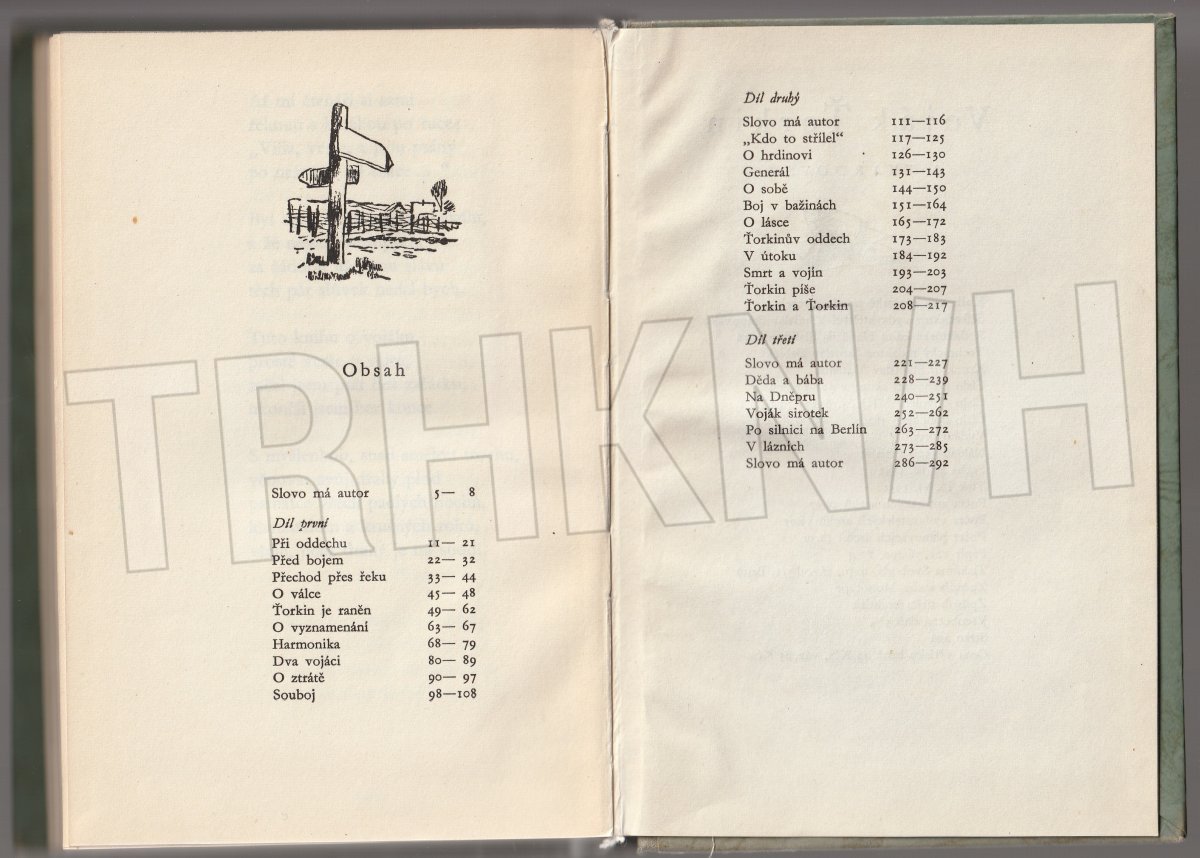 Obsah
Slovo má autor 5— 8
Díl první
Při oddechu 11— 21
Před bojem 22— 32
Přechod přes řeku 33— 44
O válce 45— 48
Ťorkin je raněn 49— 62
O vyznamenání 63— 67
Harmonika 68— 79
Dva vojáci 80— 89
O ztrátě 90— 97
Souboj 98—108
Díl druhý
Slovo má autor 111—116
„Kdo to střílel“ 117—125
O hrdinovi 126—130
Generál 131—143
O sobě 144—150
Boj v bažinách 151—164
O lásce 165—172
Ťorkinův oddech 173—183
V útoku 184—192
Smrt a vojín 193—203
Ťorkin píše 204—207
Ťorkin a Ťorkin 208—217
Díl třetí
Slovo má autor 221—227
Děda a bába 228—239
Na Dněpru 240—251
Voják sirotek 252—262
Po silnici na Berlín 263—272
V lázních 273—285
Slovo má autor 286—292
TRHKNIH